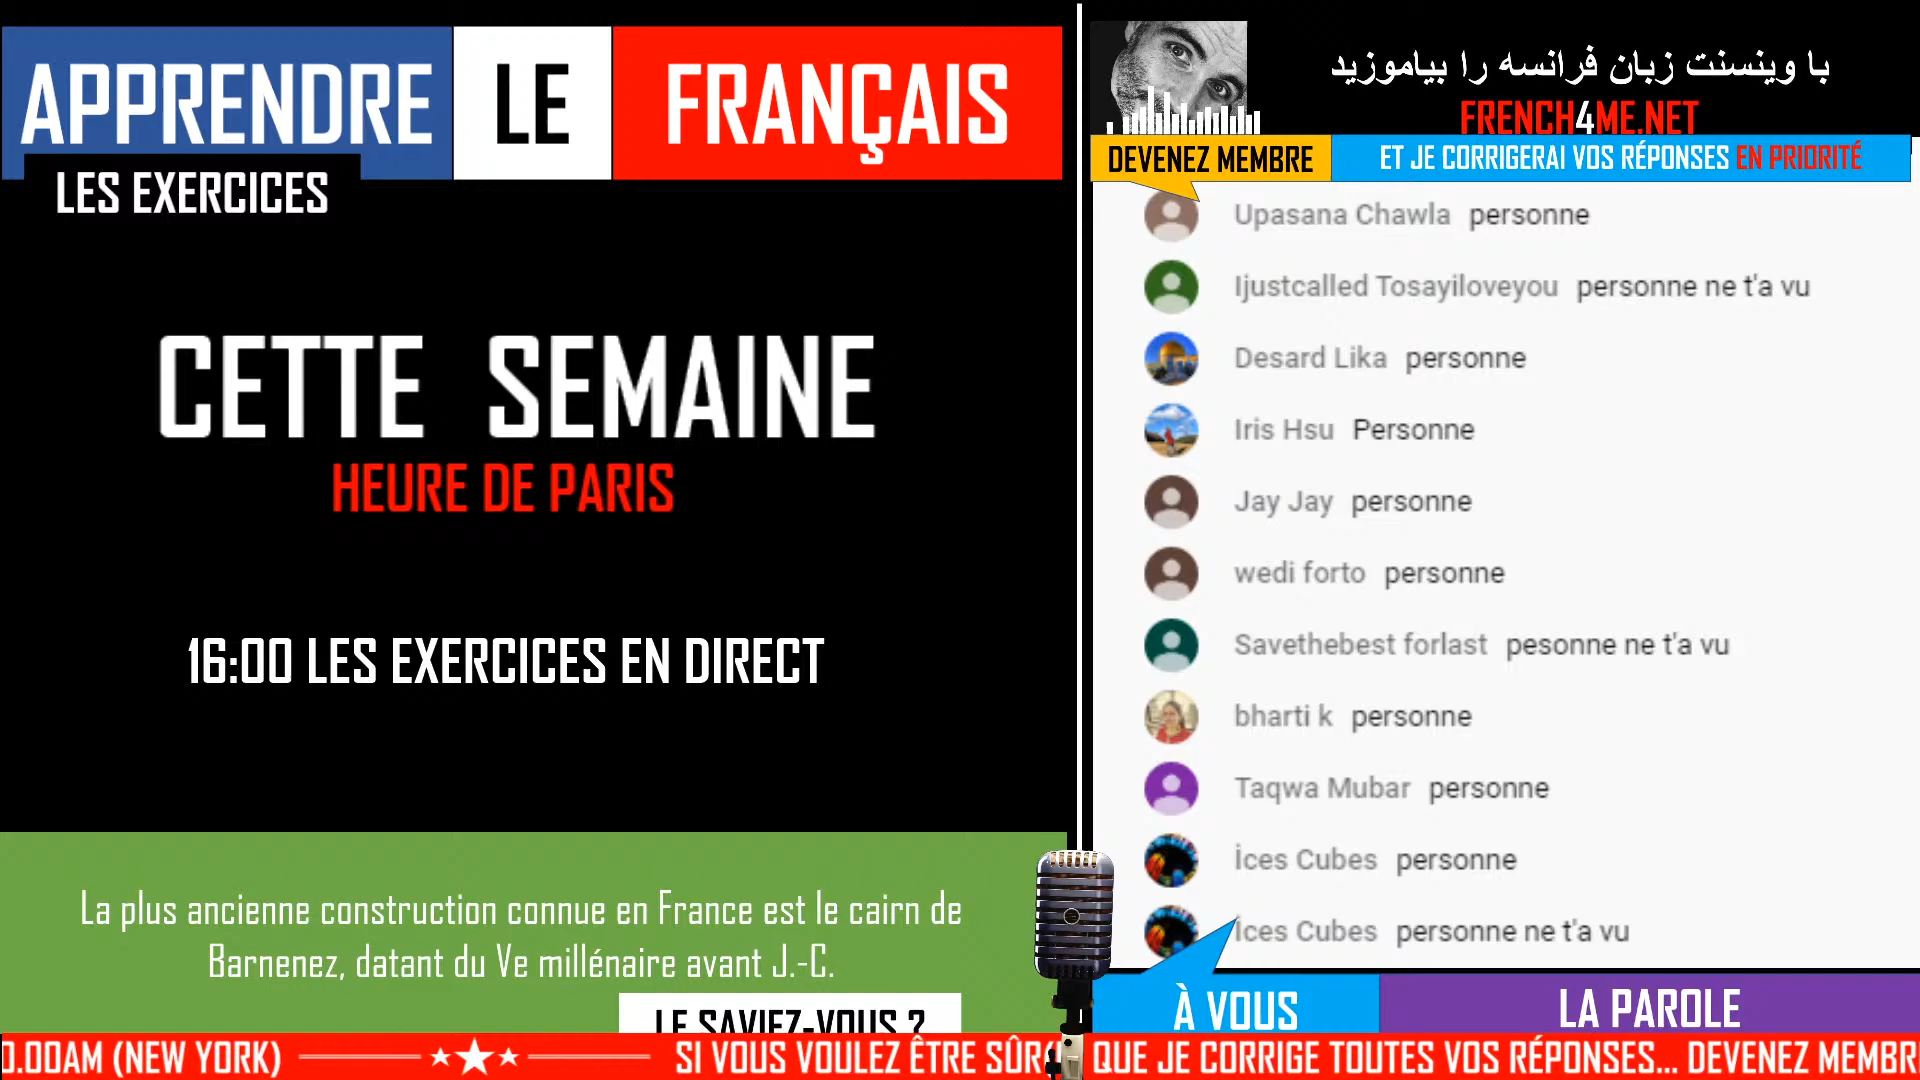 APPRENDRE LE FRANÇAIS
LES EXERCICES
CETTE SEMAINE
HEURE DE PARIS
16:00 LES EXERCICES EN DIRECT
La plus ancienne construction connue en France est le cairn de
Barnenez, datant du Ve millénaire avant J.-C.
LE SAVIEZ-VOUS ?
با وینسنت زبان فرانسه را بیاموزید
FRENCH4ME.NET
DEVENEZ MEMBRE ET JE CORRIGERAI VOS RÉPONSES EN PRIORITÉ
Upasana Chawla personne
Ijustcalled Tosayiloveyou personne ne t'a vu
Desard Lika personne
Iris Hsu Personne
Jay Jay personne
wedi forto personne
Savethebest forlast pesonne ne t'a vu
bharti k personne
Taqwa Mubar personne
İces Cubes personne
İces Cubes personne ne t'a vu
À VOUS LA PAROLE
0.00AM (NEW YORK) SI VOUS VOULEZ ÊTRE SÛR QUE JE CORRIGE TOUTES VOS RÉPONSES... DEVENEZ MEMBR